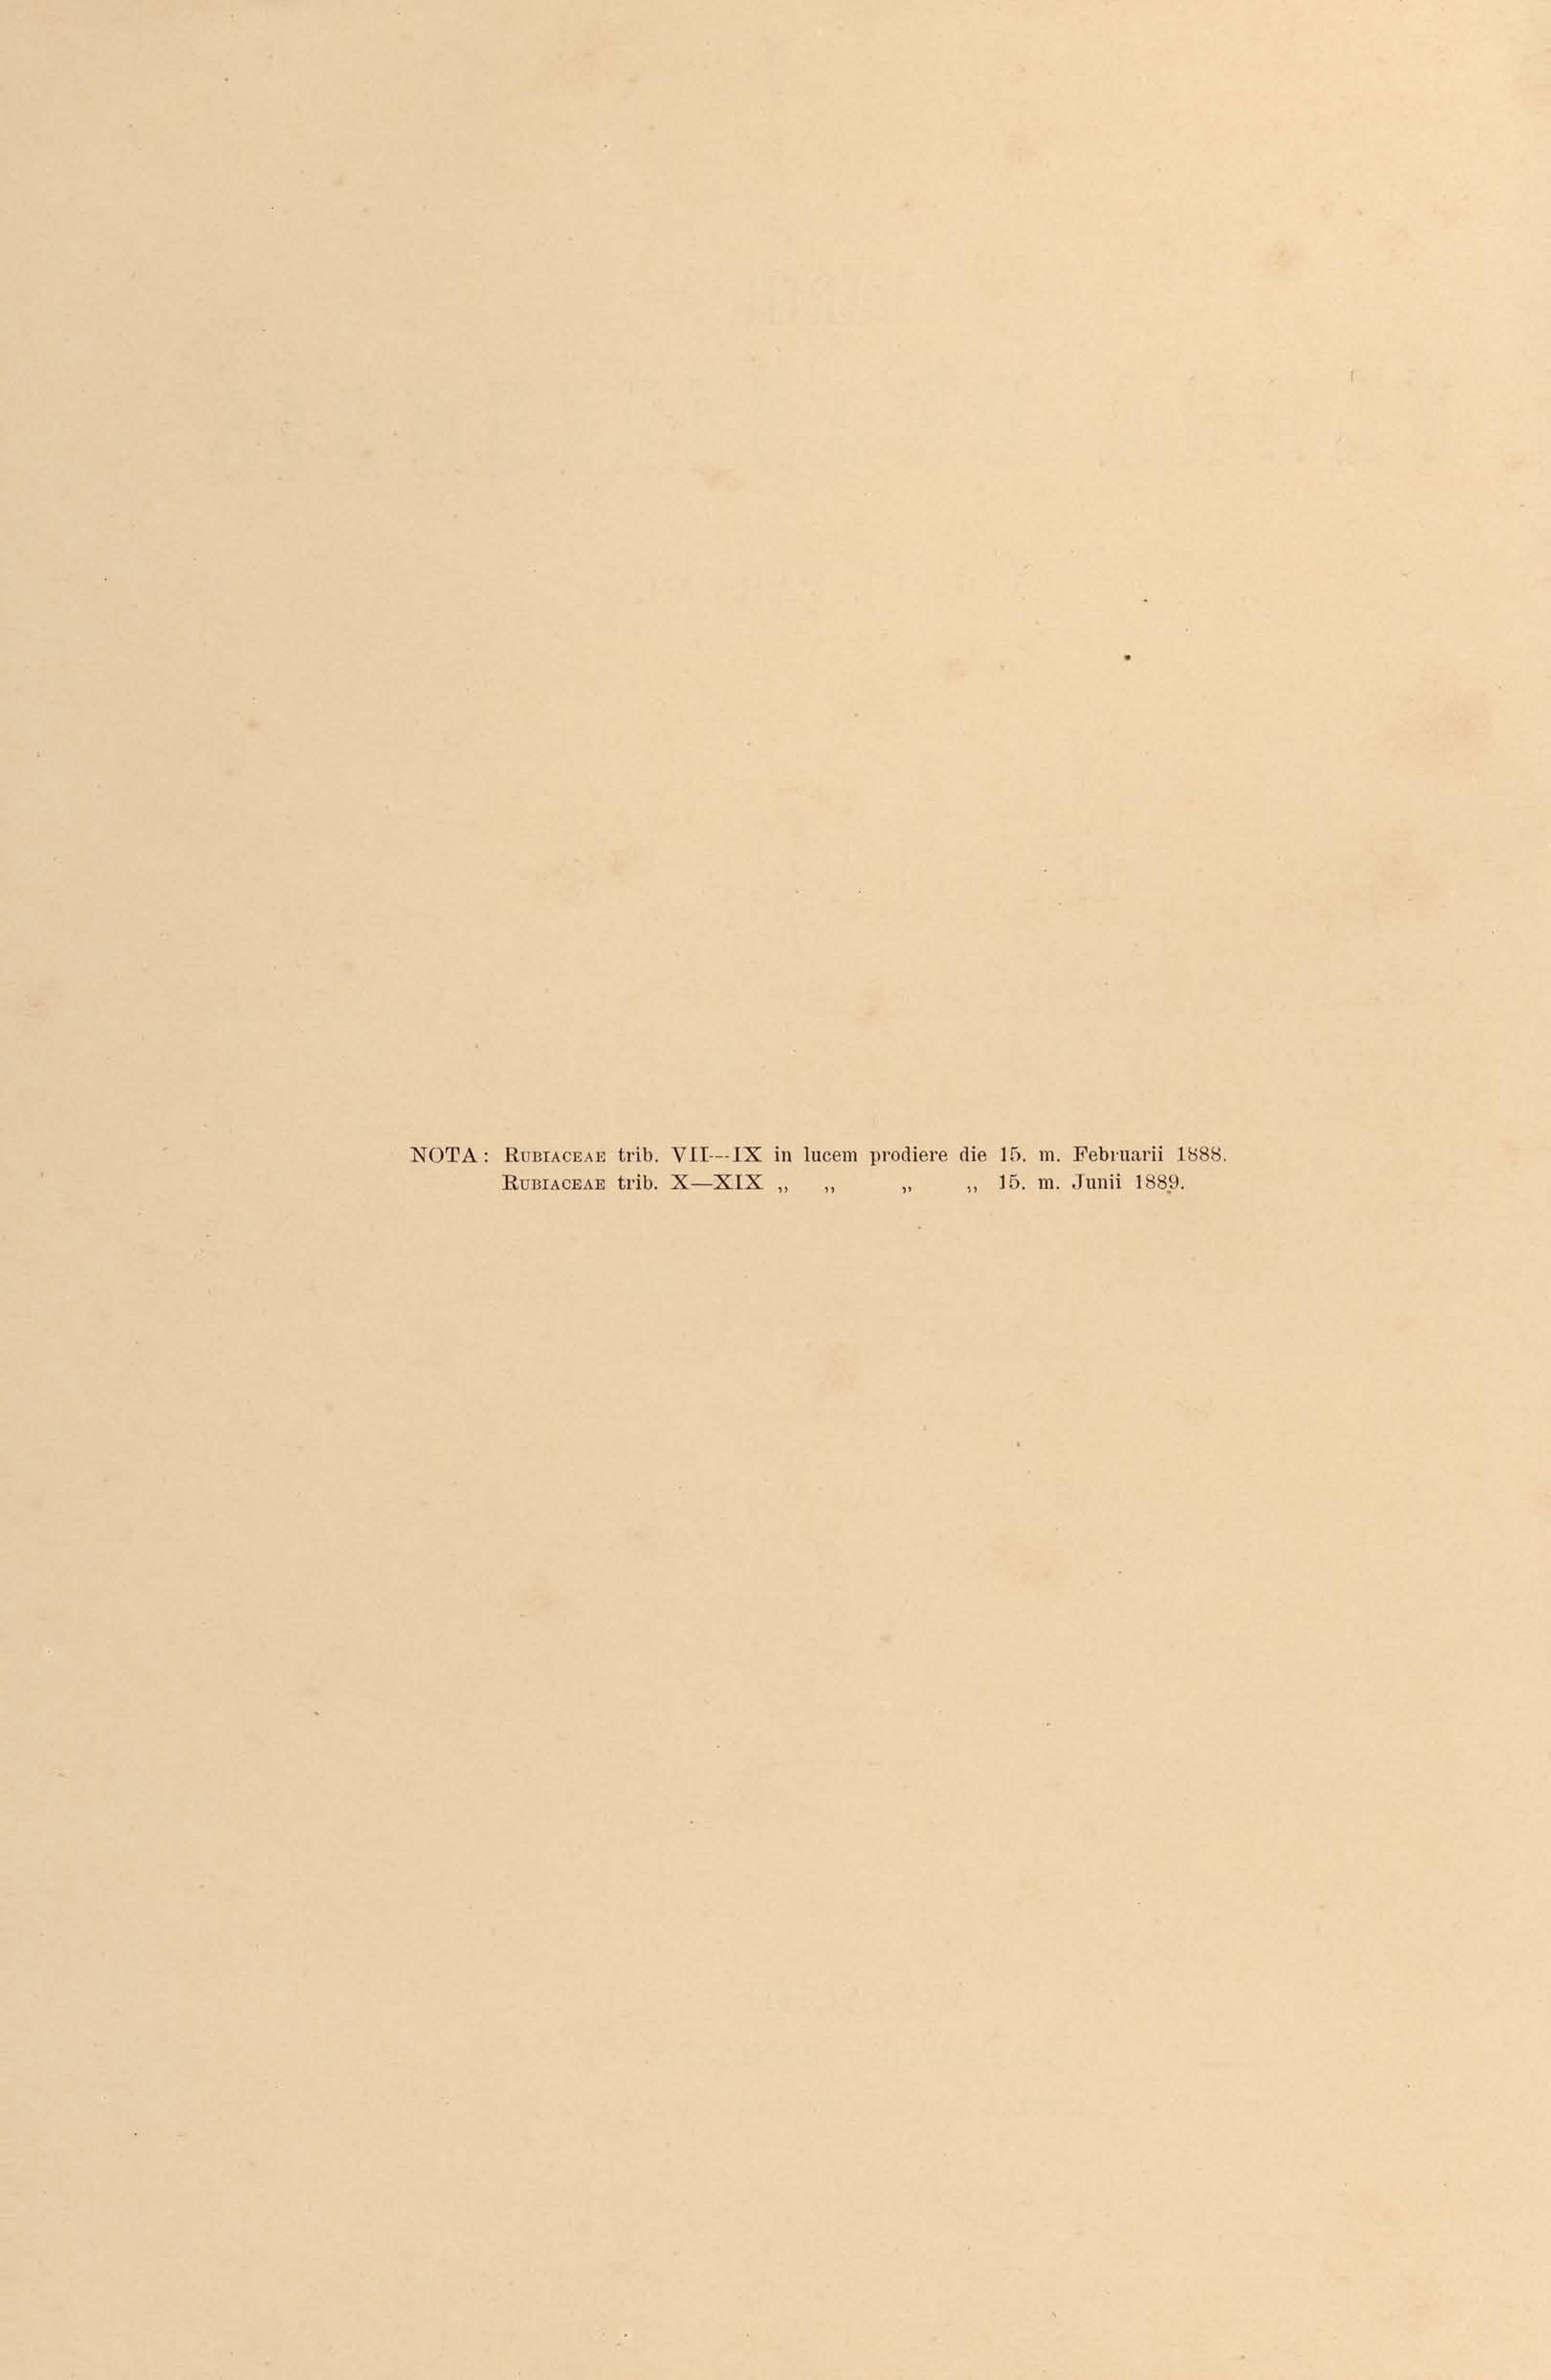 NOTA: RUBIACEAE trib. VII—IX in lucem prodiere die 15. m. Februarii 1888.
RUBIACEAE trib. X—XIX „ „ „ „ 15. m. Junii 1889.